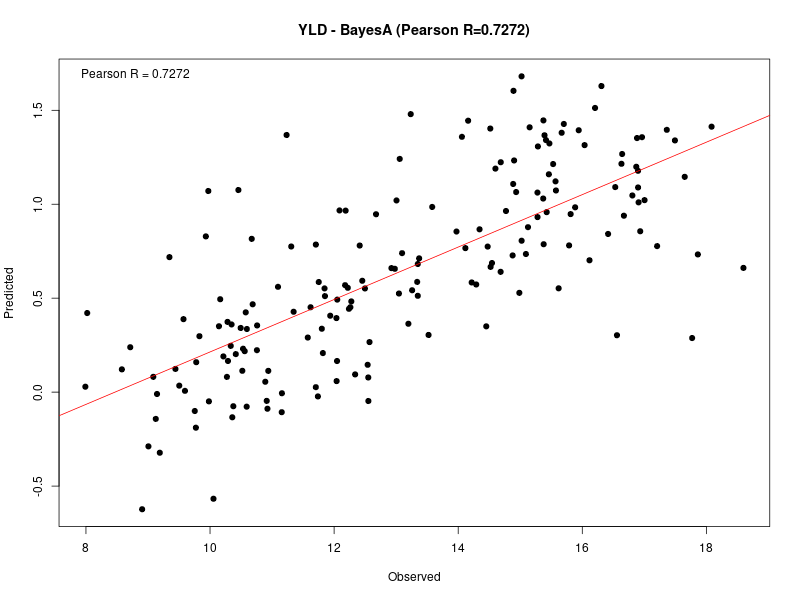 YLD - BayesA (Pearson R=0.7272)
Pearson R = 0.7272
1.5
1.0
0.5
0.0
-0.5
Predicted
8 10 12 14 16 18
Observed